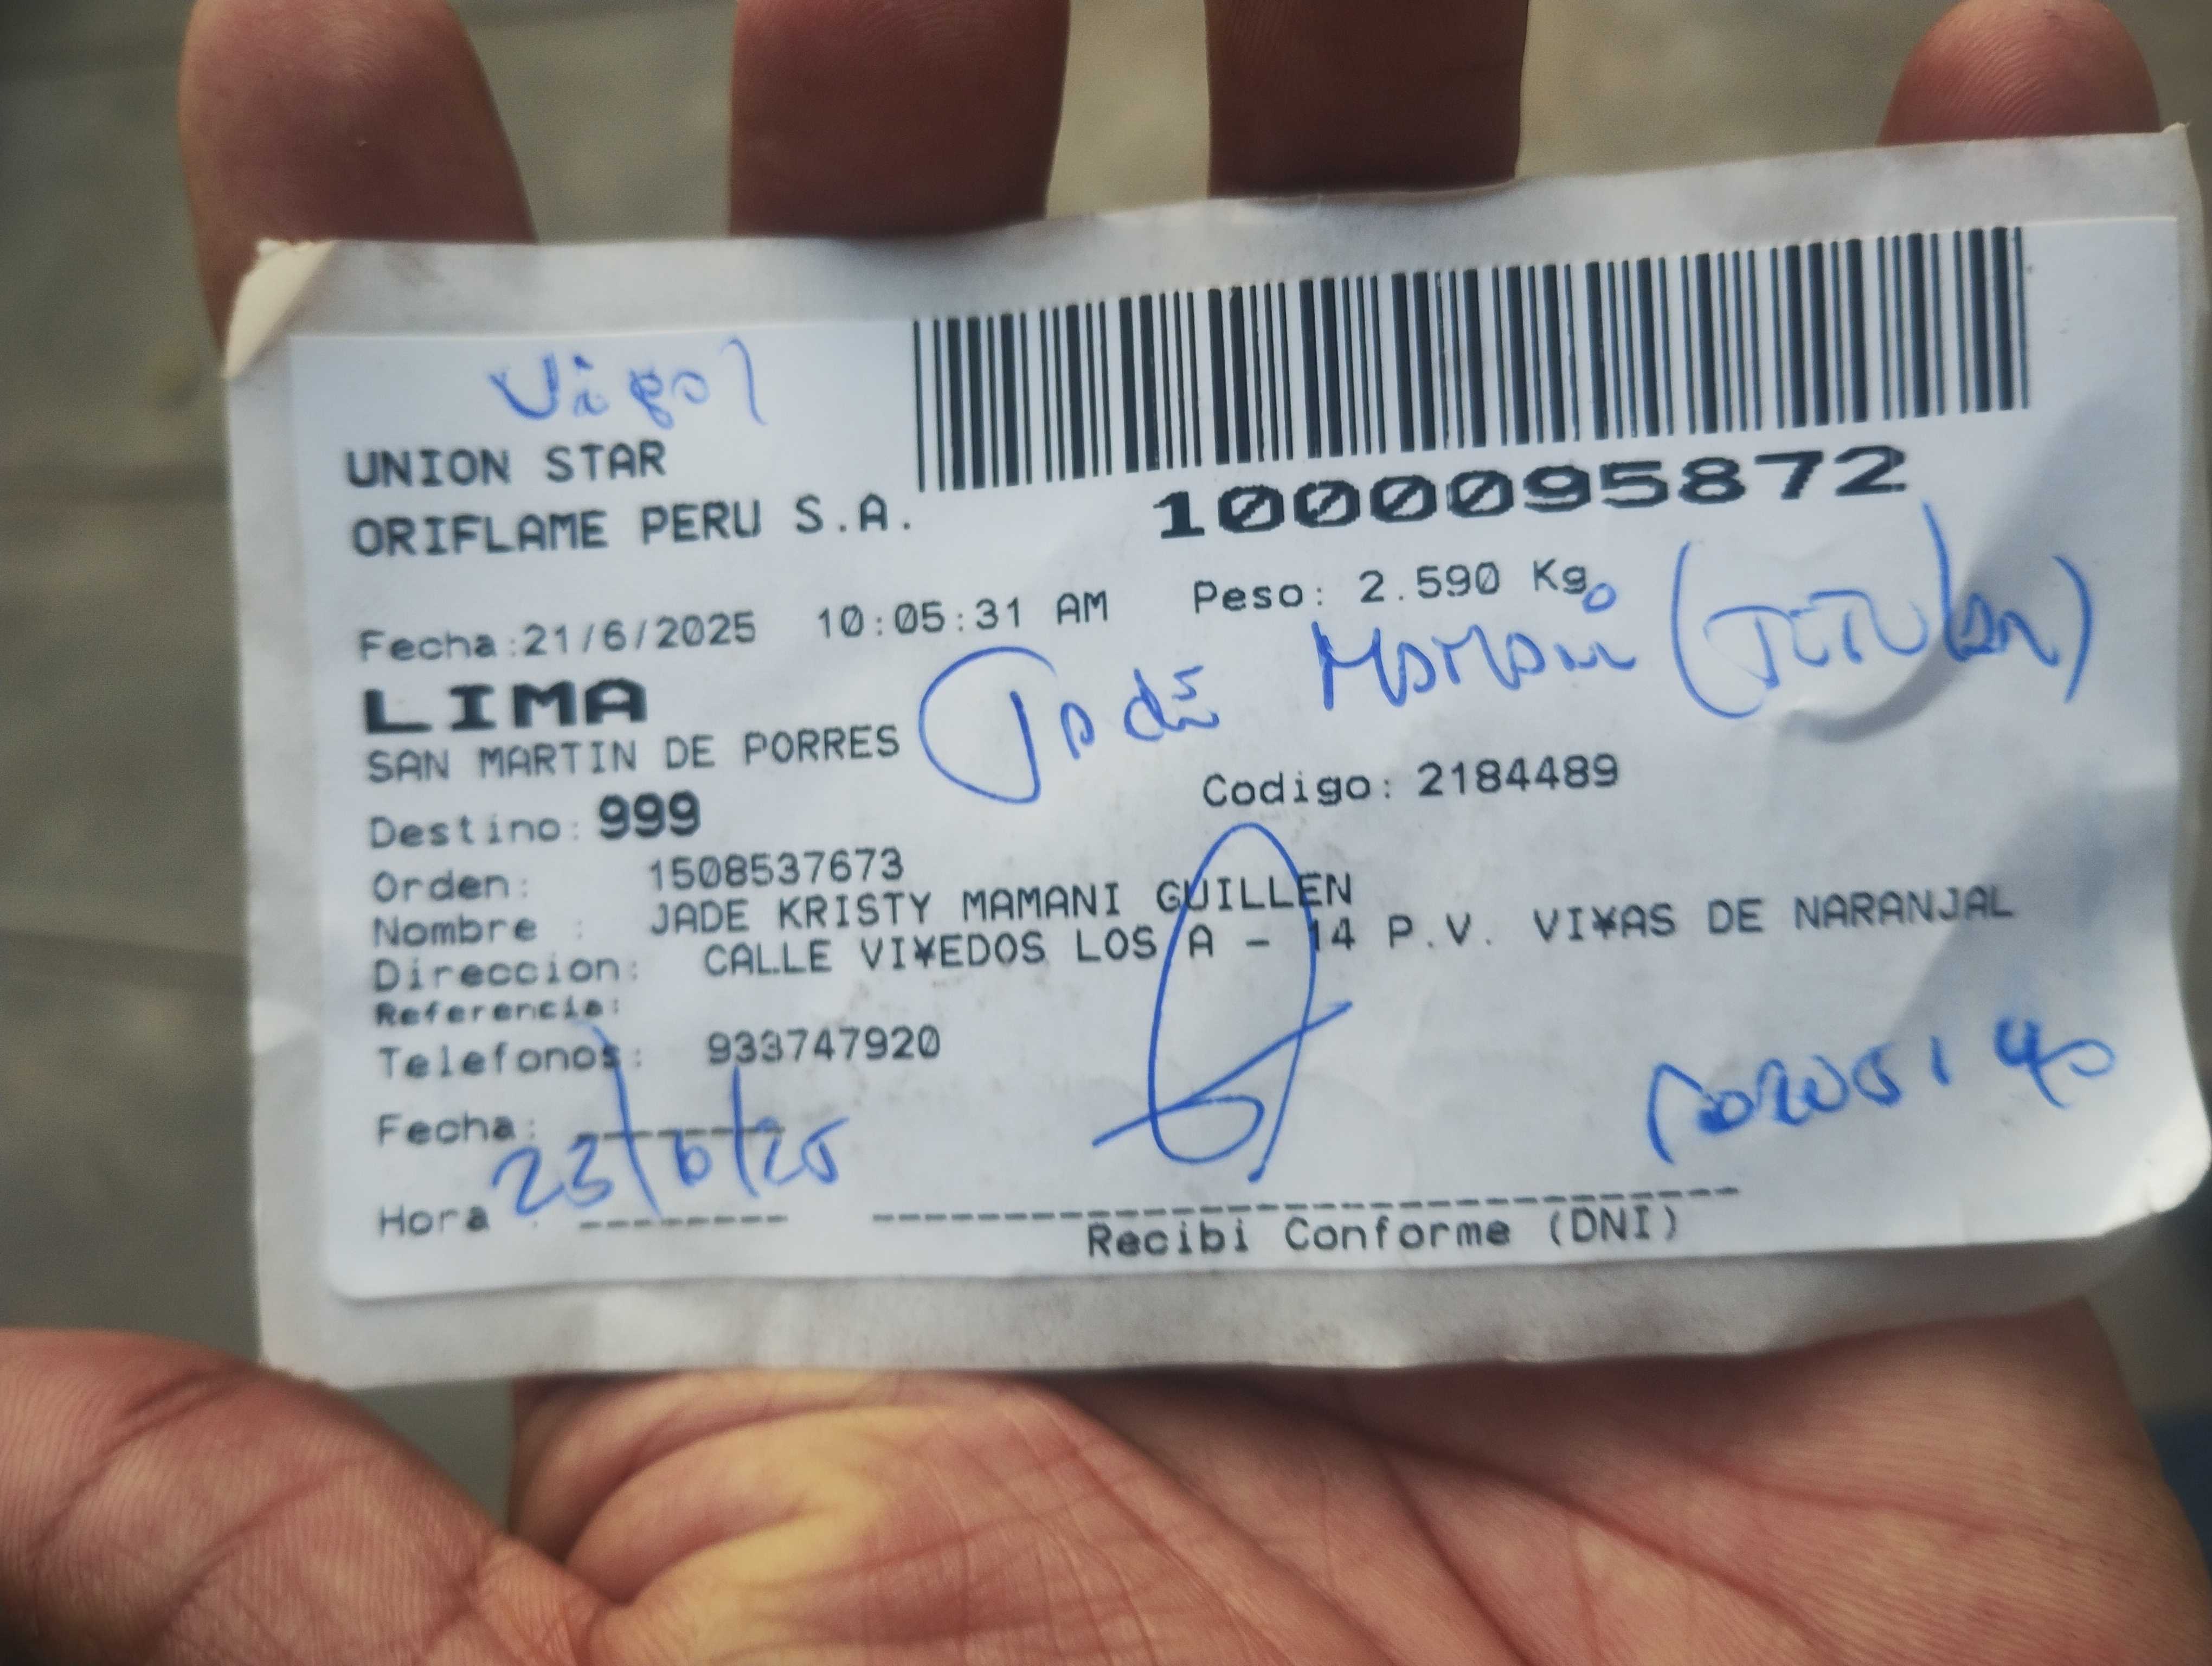 UNION STAR
ORIFLAME PERU S.A.
1000095872
Fecha:21/6/2025 10:05:31 AM Peso: 2.590 Kg
LIMA
Jade Mamani (TITULAR)
SAN MARTIN DE PORRES
Codigo: 2184489
Destino: 999
Orden: 1508537673
Nombre : JADE KRISTY MAMANI GUILLEN
Direccion: CALLE VI¥EDOS LOS A - 14 P.V. VI¥AS DE NARANJAL
Referencia:
Telefonos: 933747920
Fecha: 23/6/25
Hora :
Recibi Conforme (DNI)